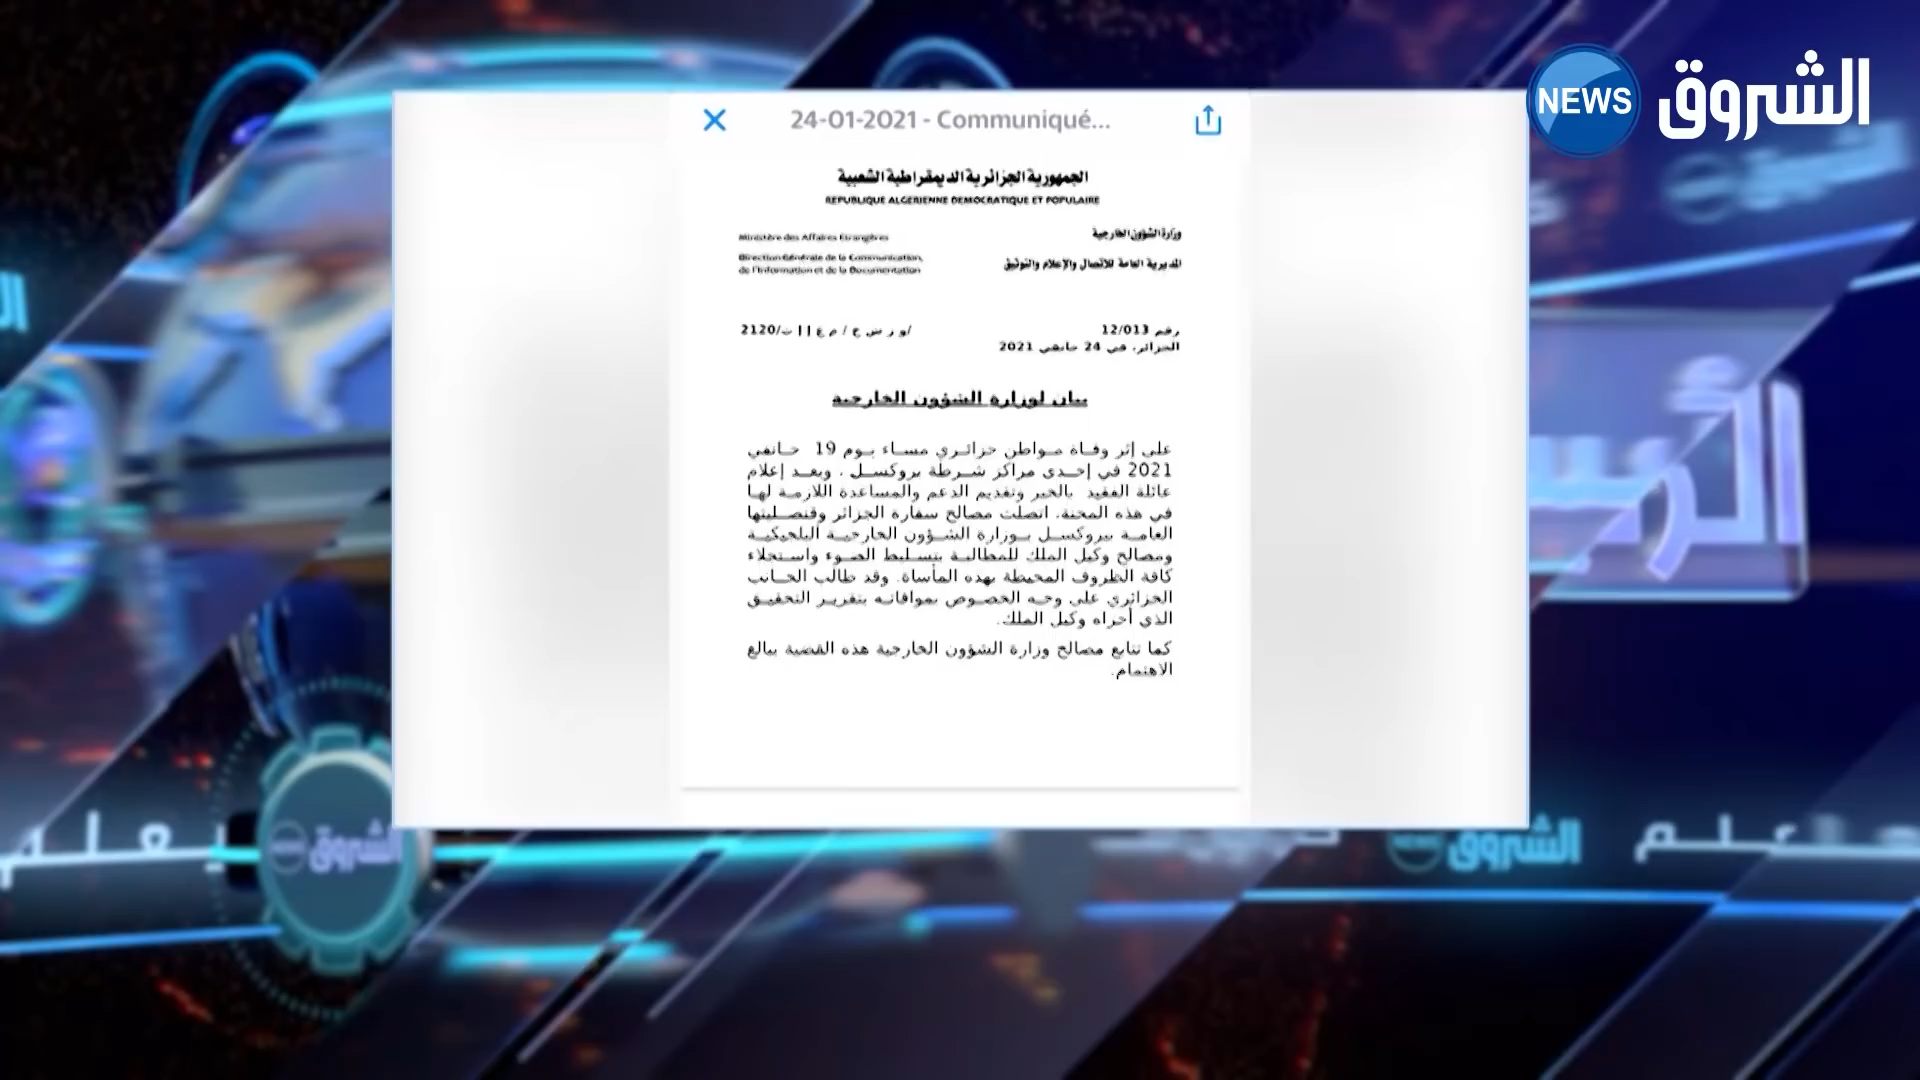 NEWS الشروق
24-01-2021 - Communiqué...
الجمهورية الجزائرية الديمقراطية الشعبية
REPUBLIQUE ALGERIENNE DEMOCRATIQUE ET POPULAIRE
Ministère des Affaires Etrangères
وزارة الشؤون الخارجية
Direction Générale de la Communication,
de l'Information et de la Documentation
المديرية العامة للاتصال والإعلام والتوثيق
رقم 12/013
الجزائر، في 24 جانفي 2021
بيان لوزارة الشؤون الخارجية
على إثر وفاة مواطن جزائري مساء يوم 19 جانفي
2021 في إحدى مراكز شرطة بروكسل ، وبعد إعلام
عائلة الفقيد بالخبر وتقديم الدعم والمساعدة اللازمة لها
في هذه المحنة، اتصلت مصالح سفارة الجزائر وقنصليتها
العامة ببروكسل بوزارة الشؤون الخارجية البلجيكية
ومصالح وكيل الملك للمطالبة بتسليط الضوء واستجلاء
كافة الظروف المحيطة بهذه المأساة. وقد طالب الجانب
الجزائري على وجه الخصوص بموافاته بتقرير التحقيق
الذي أجراه وكيل الملك.
كما تتابع مصالح وزارة الشؤون الخارجية هذه القضية ببالغ
الاهتمام.
الشروق
الشروق